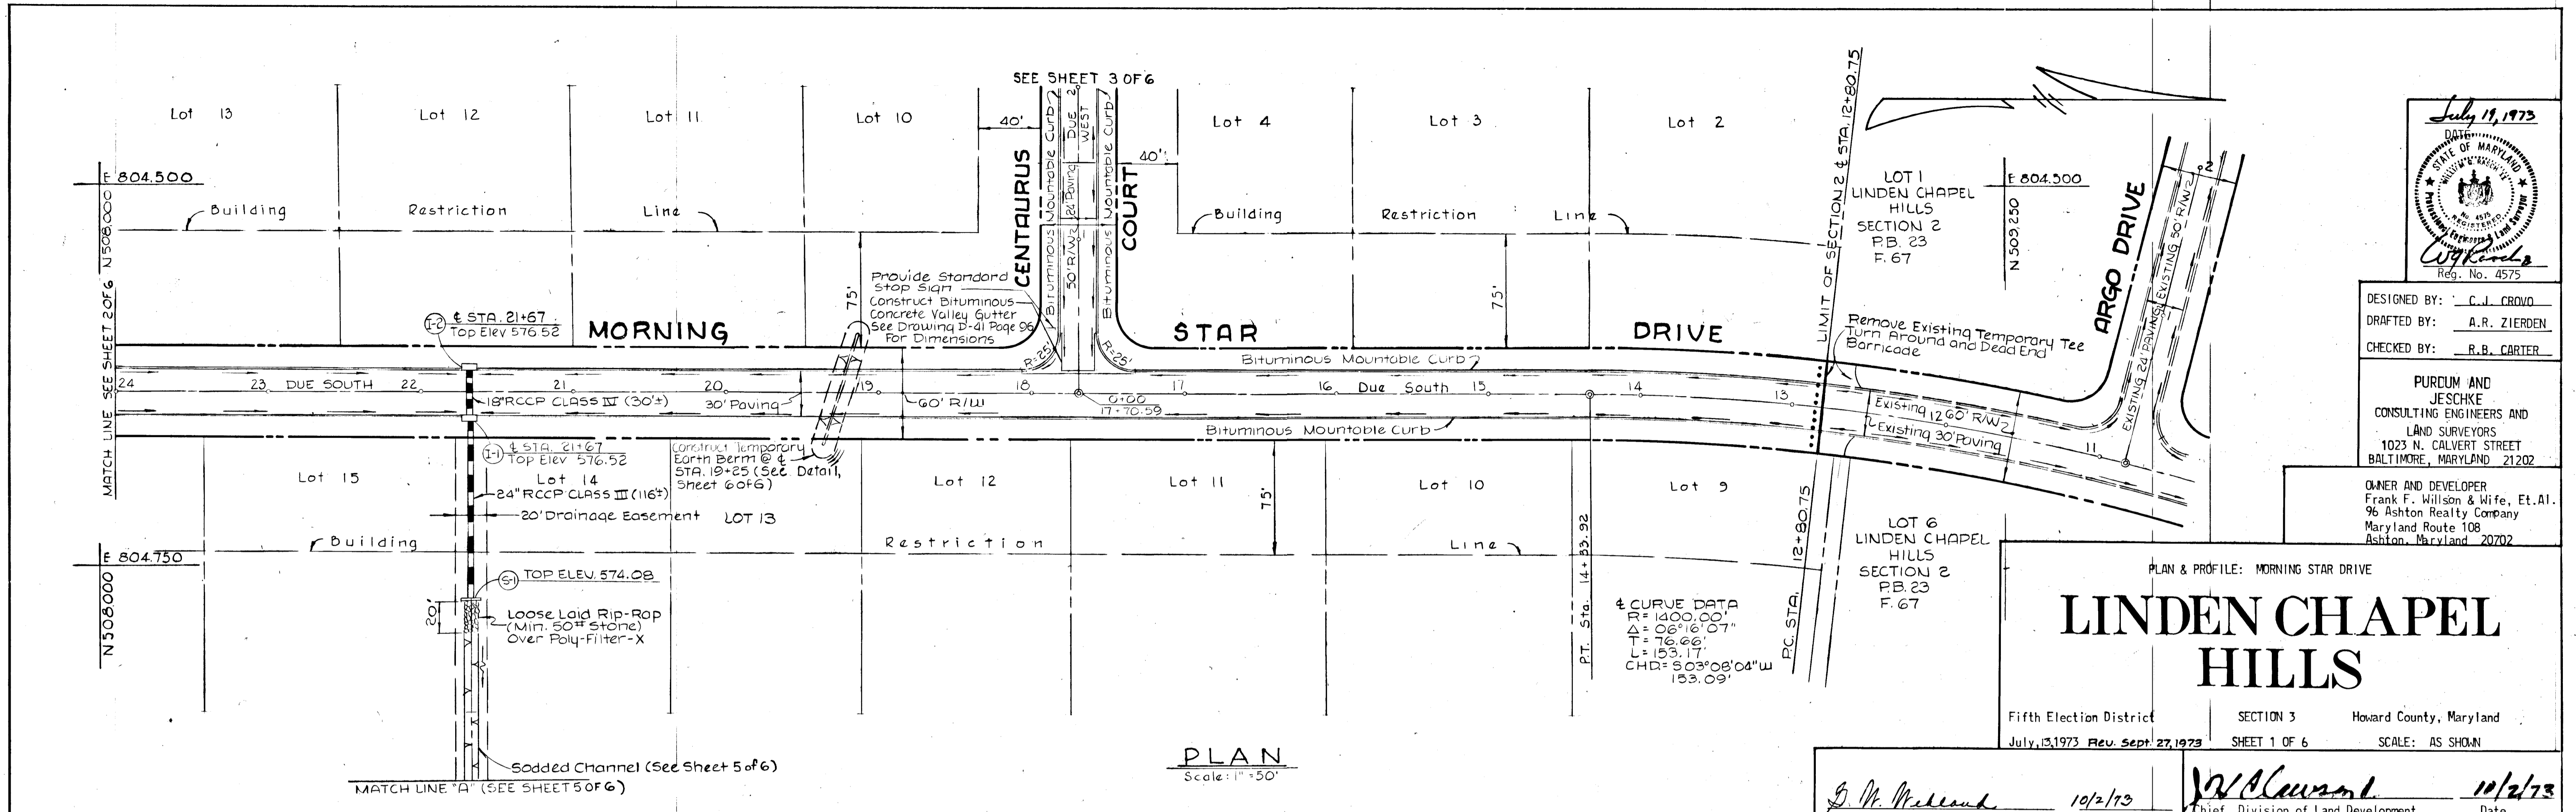 SEE SHEET 3 OF 6
Lot 13
Lot 12
Lot 11
Lot 10
40'
Bituminous Mountable Curb
DUE 2
WEST
24' Paving
50' R/W
Bituminous Mountable Curb
40'
CENTAURUS
COURT
Lot 4
Lot 3
Lot 2
LIMIT OF SECTION 2 ℄ STA. 12+80.75
E 804.500
N 508.000
Building Restriction Line
Building Restriction Line
LOT 1
LINDEN CHAPEL
HILLS
SECTION 2
P.B. 23
F. 67
E 804.500
N 509.250
ARGO DRIVE
EXISTING 50' R/W
EXISTING 24' PAVING
2
MATCH LINE SEE SHEET 2 OF 6
I-2
℄ STA. 21+67
Top Elev 576.52
75'
Provide Standard
Stop Sign
Construct Bituminous
Concrete Valley Gutter
See Drawing D-41 Page 96
For Dimensions
75'
MORNING STAR DRIVE
R=25'
R=25'
Bituminous Mountable Curb
Remove Existing Temporary Tee
Turn Around and Dead End
Barricade
24 23 DUE SOUTH 22 21 20 19 18 17 16 Due South 15 14 13 12 11
18" RCCP CLASS IV (30'±)
30' Paving
60' R/W
0+00
17+70.59
Existing 60' R/W
Existing 30' Paving
Bituminous Mountable Curb
I-1
℄ STA. 21+67
Top Elev 576.52
Construct Temporary
Earth Berm @ ℄
STA. 19+25 (See Detail,
Sheet 6 of 6)
Lot 15
Lot 14
24" RCCP CLASS III (116'±)
20' Drainage Easement
LOT 13
Lot 12
Lot 11
Lot 10
Lot 9
75'
Building Restriction Line
E 804.750
N 508.000
S-1
TOP ELEV. 574.08
20'
Loose Laid Rip-Rap
(Min. 50# Stone)
Over Poly-Filter-X
P.T. Sta. 14+33.92
P.C. STA. 12+80.75
℄ CURVE DATA
R= 1400.00'
Δ= 06°16'07"
T= 76.66'
L= 153.17'
CHD= S03°08'04"W
153.09'
LOT 6
LINDEN CHAPEL
HILLS
SECTION 2
P.B. 23
F. 67
Sodded Channel (See Sheet 5 of 6)
MATCH LINE "A" (SEE SHEET 5 OF 6)
PLAN
Scale: 1" = 50'
July 19, 1973
DATE
STATE OF MARYLAND
No. 4575
REGISTERED
Professional Engineer & Land Surveyor
Reg. No. 4575
DESIGNED BY: C.J. CROVO
DRAFTED BY: A.R. ZIERDEN
CHECKED BY: R.B. CARTER
PURDUM AND
JESCHKE
CONSULTING ENGINEERS AND
LAND SURVEYORS
1023 N. CALVERT STREET
BALTIMORE, MARYLAND 21202
OWNER AND DEVELOPER
Frank F. Willson & Wife, Et.Al.
96 Ashton Realty Company
Maryland Route 108
Ashton, Maryland 20702
PLAN & PROFILE: MORNING STAR DRIVE
LINDEN CHAPEL
HILLS
Fifth Election District SECTION 3 Howard County, Maryland
July,13,1973 Rev. Sept. 27,1973 SHEET 1 OF 6 SCALE: AS SHOWN
10/2/73
10/2/73
Chief, Division of Land Development Date